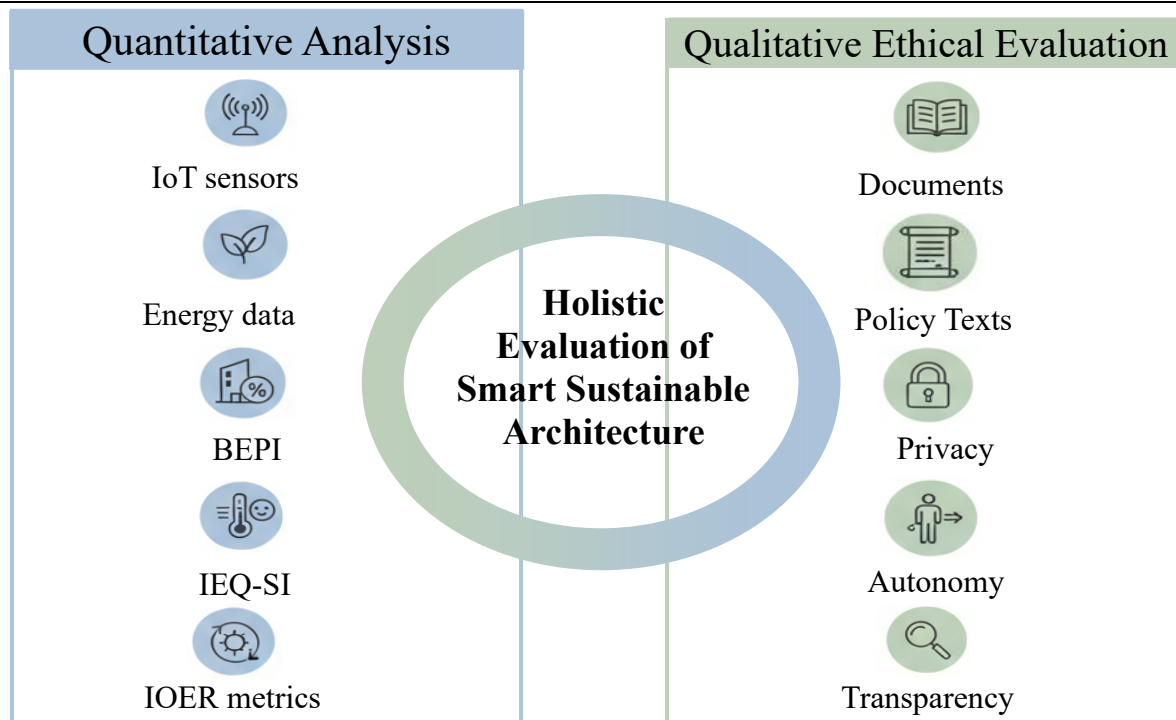 Quantitative Analysis
IoT sensors
Energy data
BEPI
IEQ-SI
IOER metrics
Holistic
Evaluation of
Smart Sustainable
Architecture
Qualitative Ethical Evaluation
Documents
Policy Texts
Privacy
Autonomy
Transparency